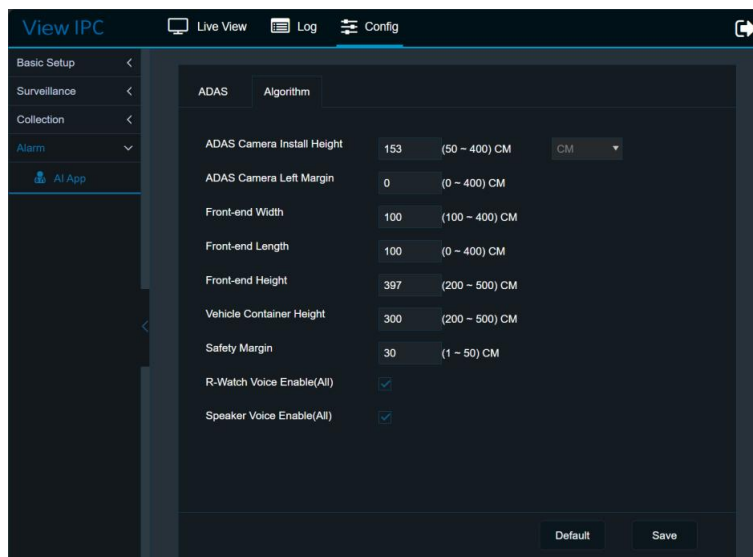 View IPC
Live View Log Config
Basic Setup
Surveillance
Collection
Alarm
AI App
ADAS Algorithm
ADAS Camera Install Height 153 (50 ~ 400) CM CM
ADAS Camera Left Margin 0 (0 ~ 400) CM
Front-end Width 100 (100 ~ 400) CM
Front-end Length 100 (0 ~ 400) CM
Front-end Height 397 (200 ~ 500) CM
Vehicle Container Height 300 (200 ~ 500) CM
Safety Margin 30 (1 ~ 50) CM
R-Watch Voice Enable(All)
Speaker Voice Enable(All)
Default Save